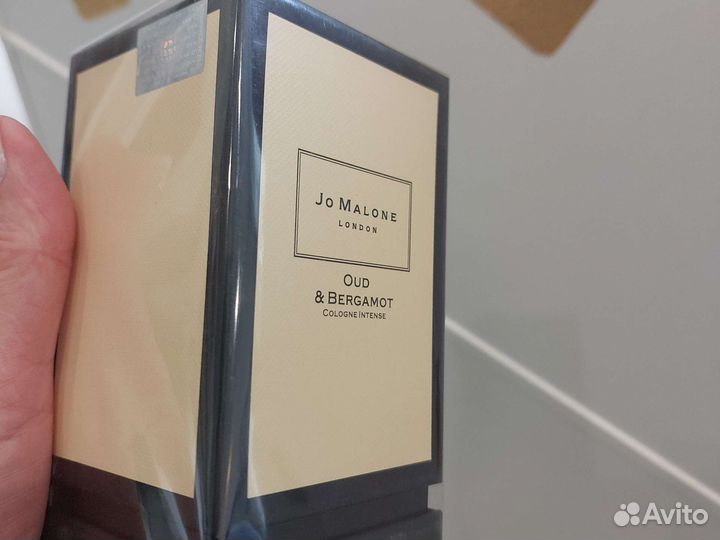 Jo Malone
London
Oud
& Bergamot
Cologne Intense
Avito